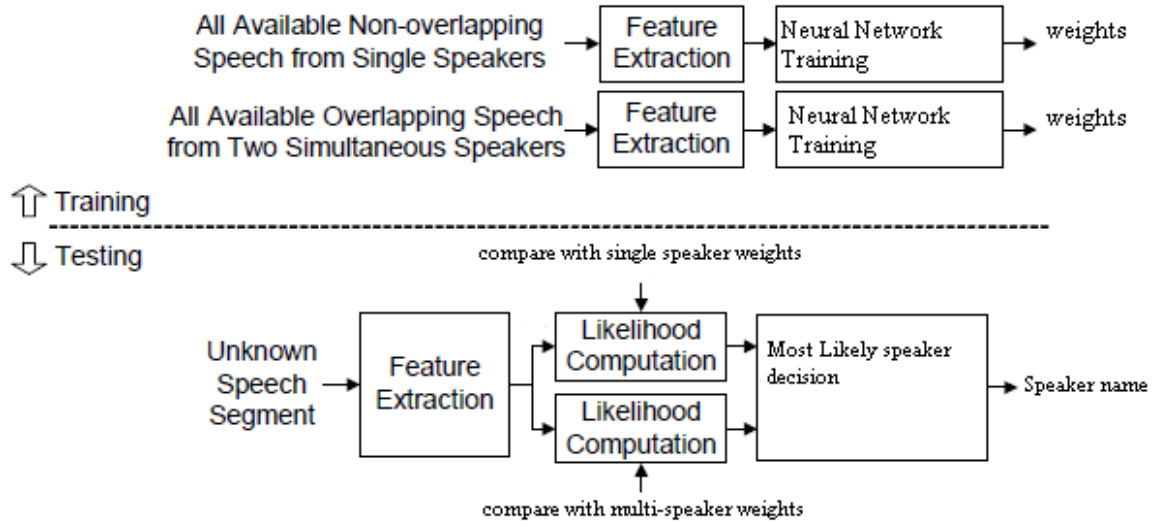 All Available Non-overlapping
Speech from Single Speakers
Feature
Extraction
Neural Network
Training
weights
All Available Overlapping Speech
from Two Simultaneous Speakers
Feature
Extraction
Neural Network
Training
weights
Training
Testing
compare with single speaker weights
Unknown
Speech
Segment
Feature
Extraction
Likelihood
Computation
Likelihood
Computation
Most Likely speaker
decision
Speaker name
compare with multi-speaker weights